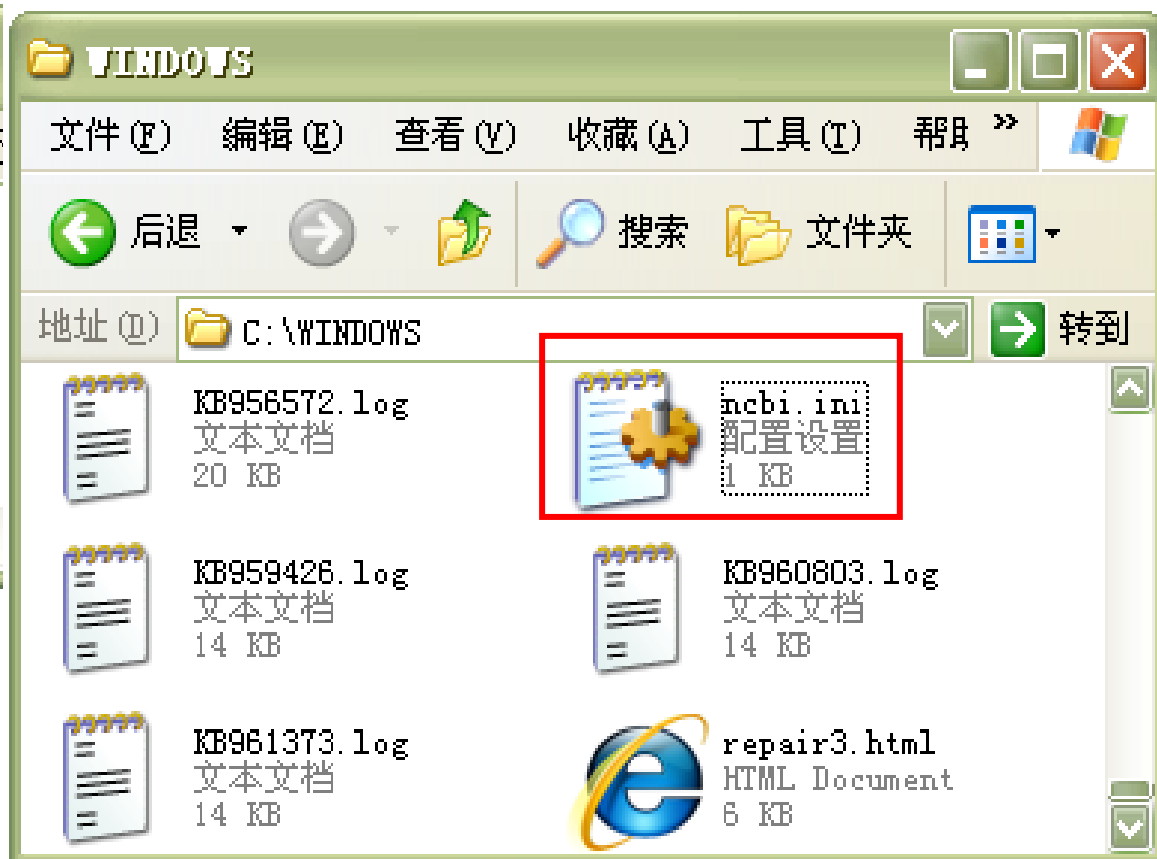 WINDOWS
文件(F) 编辑(E) 查看(V) 收藏(A) 工具(T) »
后退 搜索 文件夹
地址(D) C:\WINDOWS 转到
KB956572.log
文本文档
20 KB
ncbi.ini
配置设置
1 KB
KB959426.log
文本文档
14 KB
KB960803.log
文本文档
14 KB
KB961373.log
文本文档
14 KB
repair3.html
HTML Document
6 KB